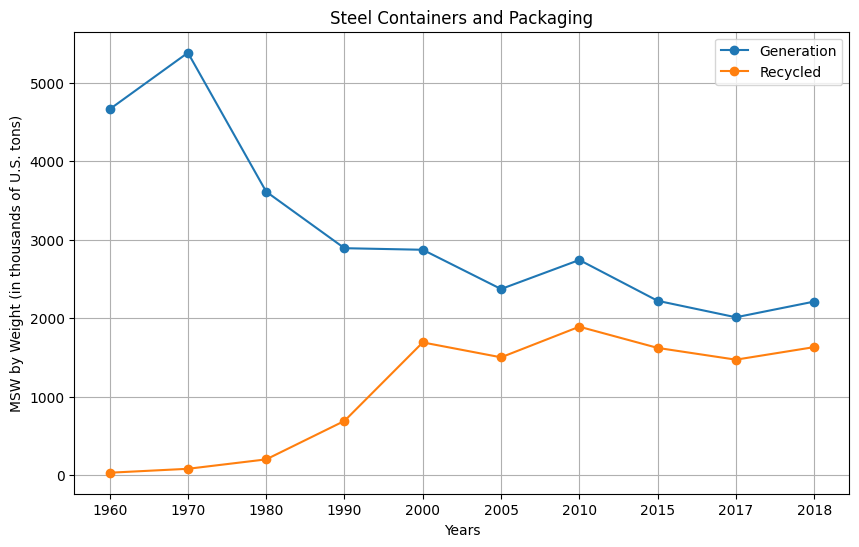 Steel Containers and Packaging
Generation
Recycled
MSW by Weight (in thousands of U.S. tons)
5000
4000
3000
2000
1000
0
1960 1970 1980 1990 2000 2005 2010 2015 2017 2018
Years